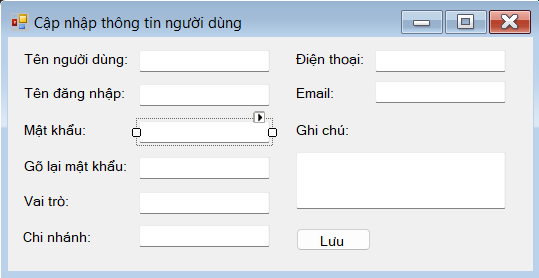 Cập nhập thông tin người dùng
Tên người dùng:
Tên đăng nhập:
Mật khẩu:
Gõ lại mật khẩu:
Vai trò:
Chi nhánh:
Điện thoại:
Email:
Ghi chú:
Lưu